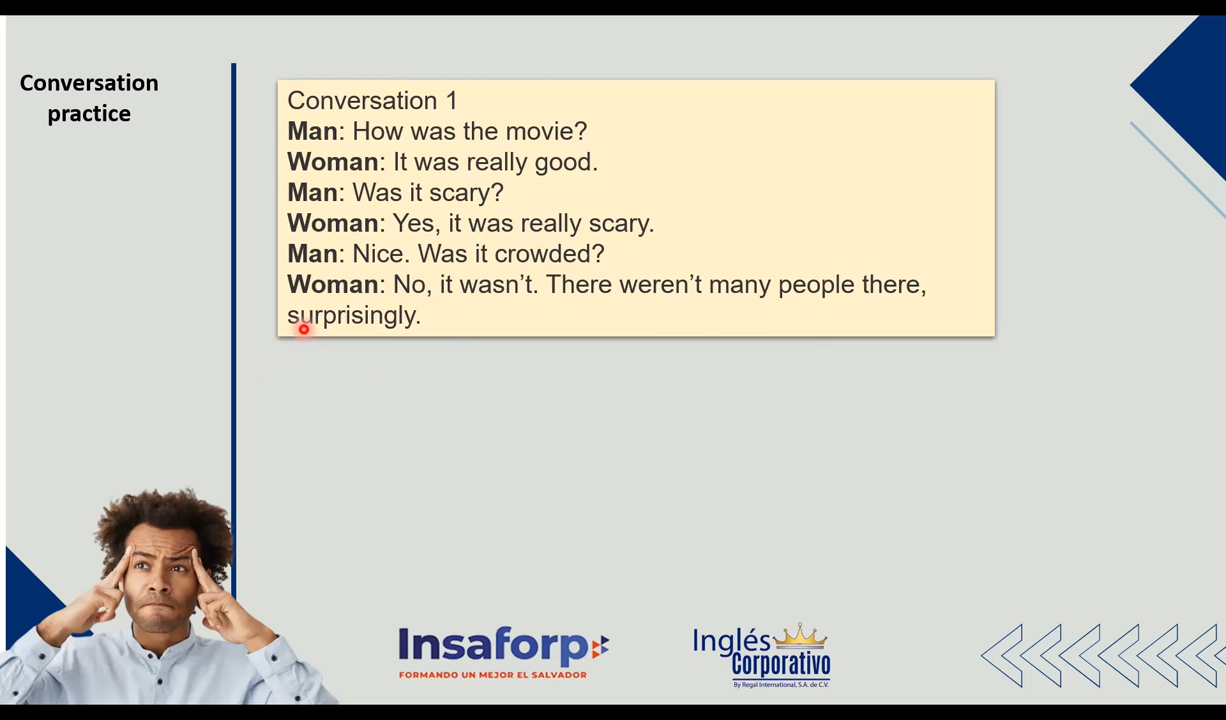 Conversation
practice
Conversation 1
Man: How was the movie?
Woman: It was really good.
Man: Was it scary?
Woman: Yes, it was really scary.
Man: Nice. Was it crowded?
Woman: No, it wasn’t. There weren’t many people there,
surprisingly.
Insaforp
FORMANDO UN MEJOR EL SALVADOR
Inglés
Corporativo
By Regal International, S.A. de C.V.